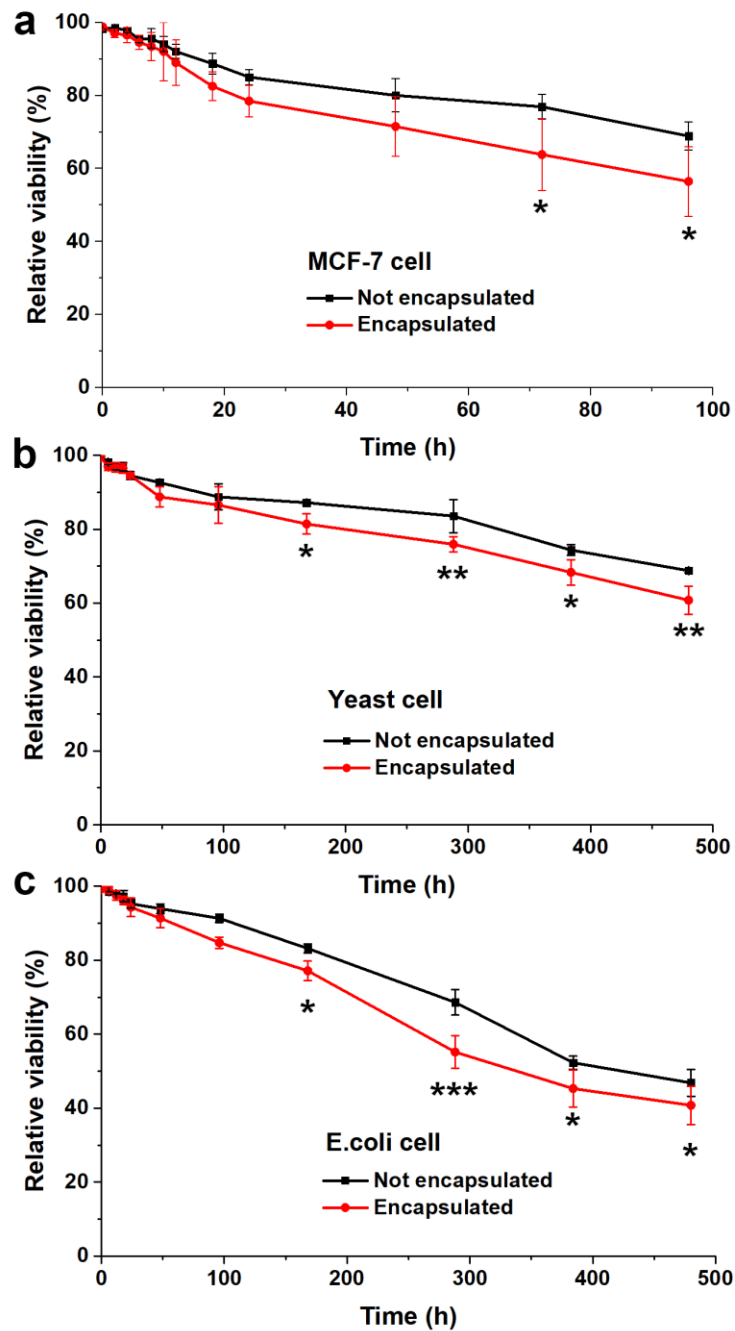 a
100
80
60
40
20
0
Relative viability (%)
*
*
MCF-7 cell
Not encapsulated
Encapsulated
0 20 40 60 80 100
Time (h)
b
100
80
60
40
20
0
Relative viability (%)
*
**
*
**
Yeast cell
Not encapsulated
Encapsulated
0 100 200 300 400 500
Time (h)
c
100
80
60
40
20
0
Relative viability (%)
*
***
*
*
E.coli cell
Not encapsulated
Encapsulated
0 100 200 300 400 500
Time (h)